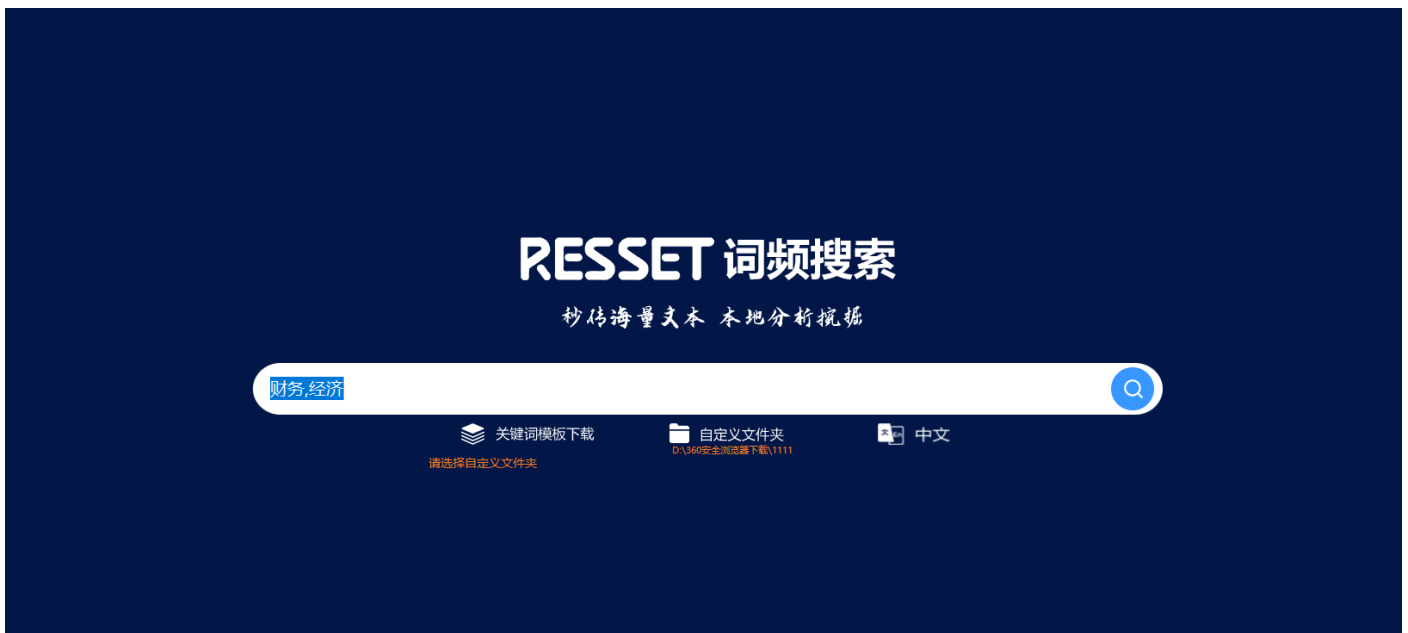 RESSET 词频搜索
秒传海量文本 本地分析挖掘
财务,经济
关键词模板下载 自定义文件夹 中文
D:\360安全浏览器下载\1111
请选择自定义文件夹